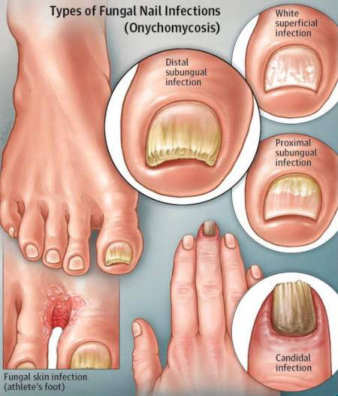 Types of Fungal Nail Infections
(Onychomycosis)
White
superficial
infection
Distal
subungual
infection
Proximal
subungual
infection
Candidal
infection
Fungal skin infection
(athlete's foot)